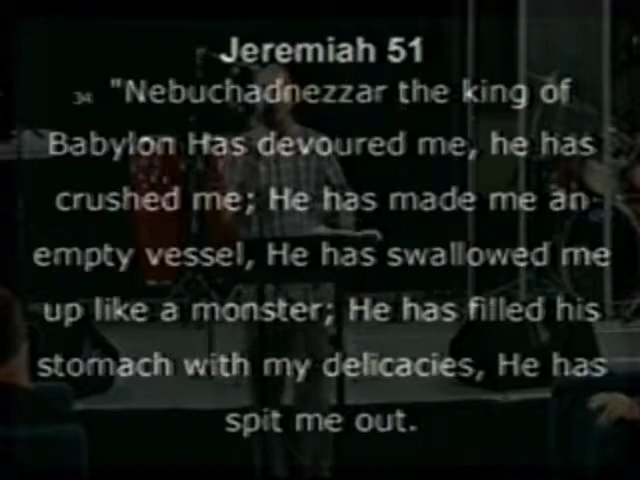 Jeremiah 51
34 "Nebuchadnezzar the king of
Babylon Has devoured me, he has
crushed me; He has made me an
empty vessel, He has swallowed me
up like a monster; He has filled his
stomach with my delicacies, He has
spit me out.